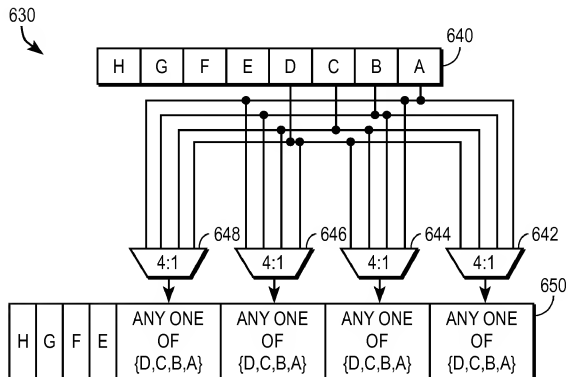 630
640
H G F E D C B A
648 646 644 642
4:1 4:1 4:1 4:1
650
H G F E
ANY ONE
OF
{D,C,B,A}
ANY ONE
OF
{D,C,B,A}
ANY ONE
OF
{D,C,B,A}
ANY ONE
OF
{D,C,B,A}